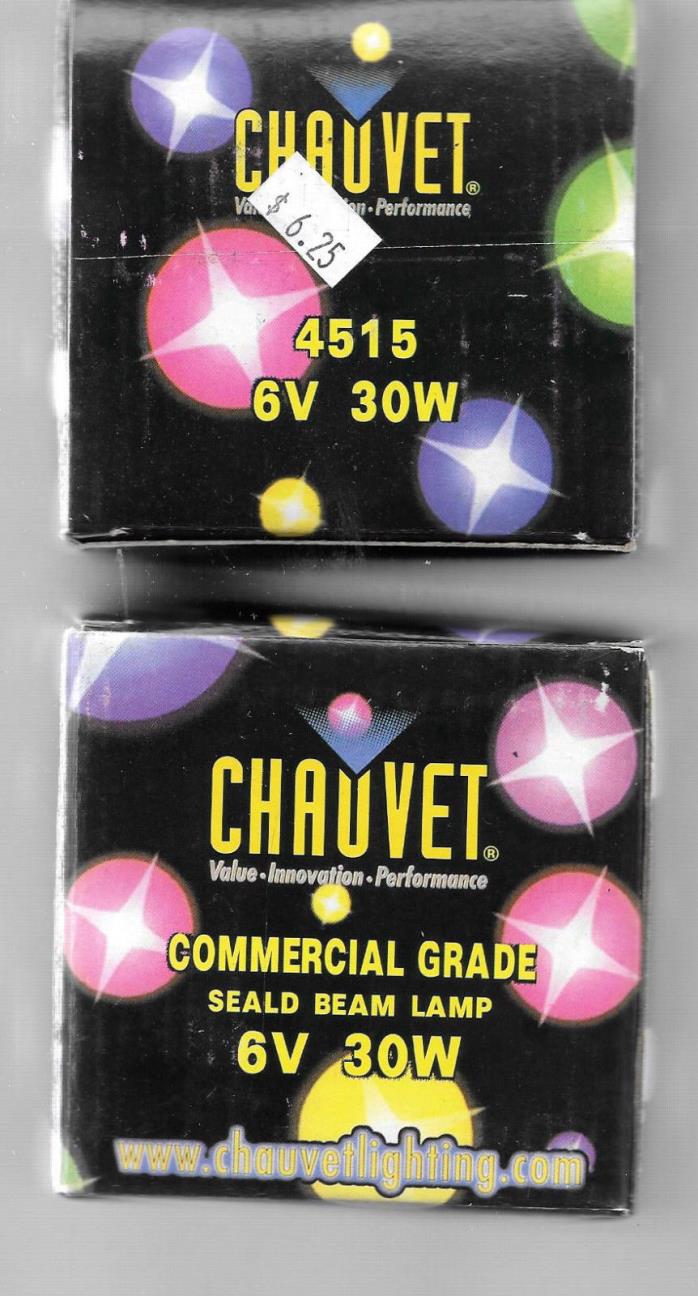 CHAUVET®
$ 6.25
Performance
4515
6V 30W
CHAUVET®
Value • Innovation • Performance
COMMERCIAL GRADE
SEALD BEAM LAMP
6V 30W
www.chauvetlighting.com